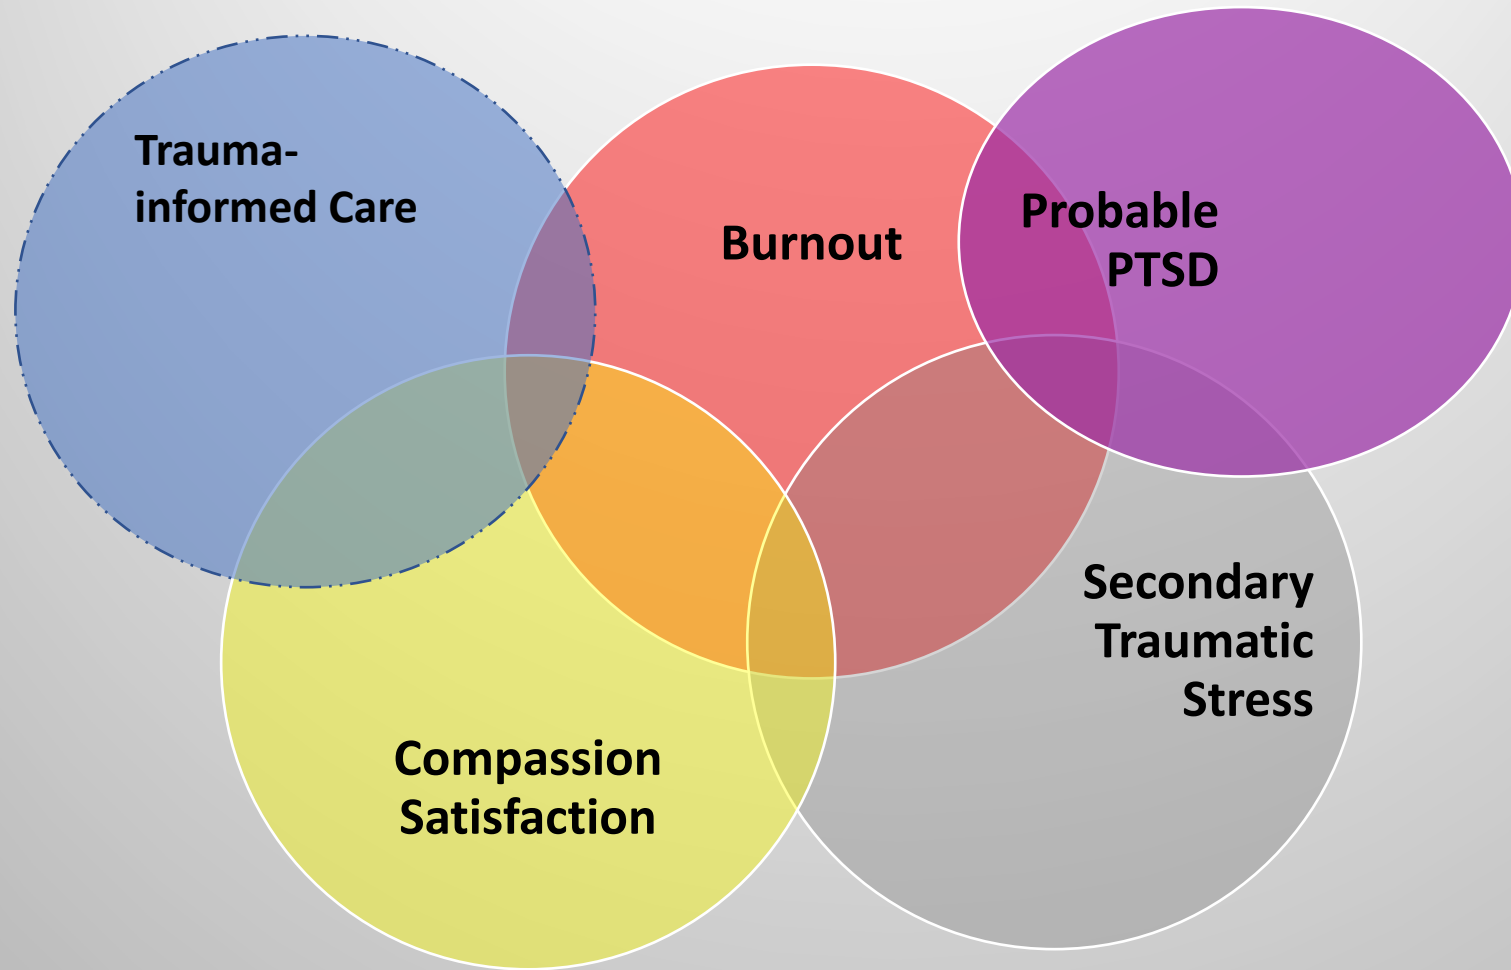 Trauma-
informed Care
Burnout
Probable
PTSD
Secondary
Traumatic
Stress
Compassion
Satisfaction